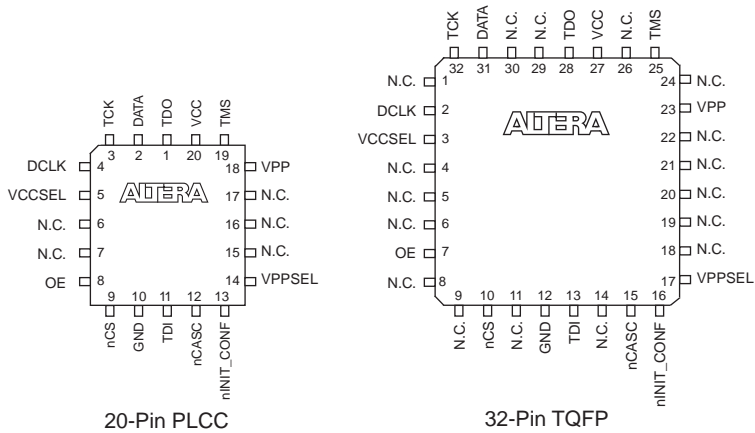 TCK DATA TDO VCC TMS
3 2 1 20 19
DCLK 4 18 VPP
VCCSEL 5 ALTERA 17 N.C.
N.C. 6 16 N.C.
N.C. 7 15 N.C.
OE 8 14 VPPSEL
9 10 11 12 13
nCS GND TDI nCASC nINIT_CONF
20-Pin PLCC
TCK DATA N.C. N.C. TDO VCC N.C. TMS
32 31 30 29 28 27 26 25
N.C. 1 24 N.C.
DCLK 2 23 VPP
VCCSEL 3 ALTERA 22 N.C.
N.C. 4 21 N.C.
N.C. 5 20 N.C.
N.C. 6 19 N.C.
OE 7 18 N.C.
N.C. 8 17 VPPSEL
9 10 11 12 13 14 15 16
N.C. nCS N.C. GND TDI N.C. nCASC nINIT_CONF
32-Pin TQFP